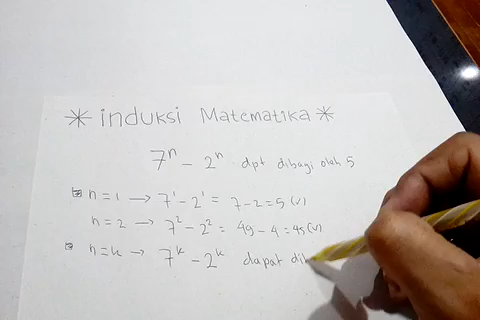 * induksi Matematika *
7ⁿ - 2ⁿ dpt dibagi oleh 5
n = 1 → 7¹ - 2¹ = 7 - 2 = 5 (v)
n = 2 → 7² - 2² = 49 - 4 = 45 (v)
n = k → 7ᵏ - 2ᵏ dapat dib